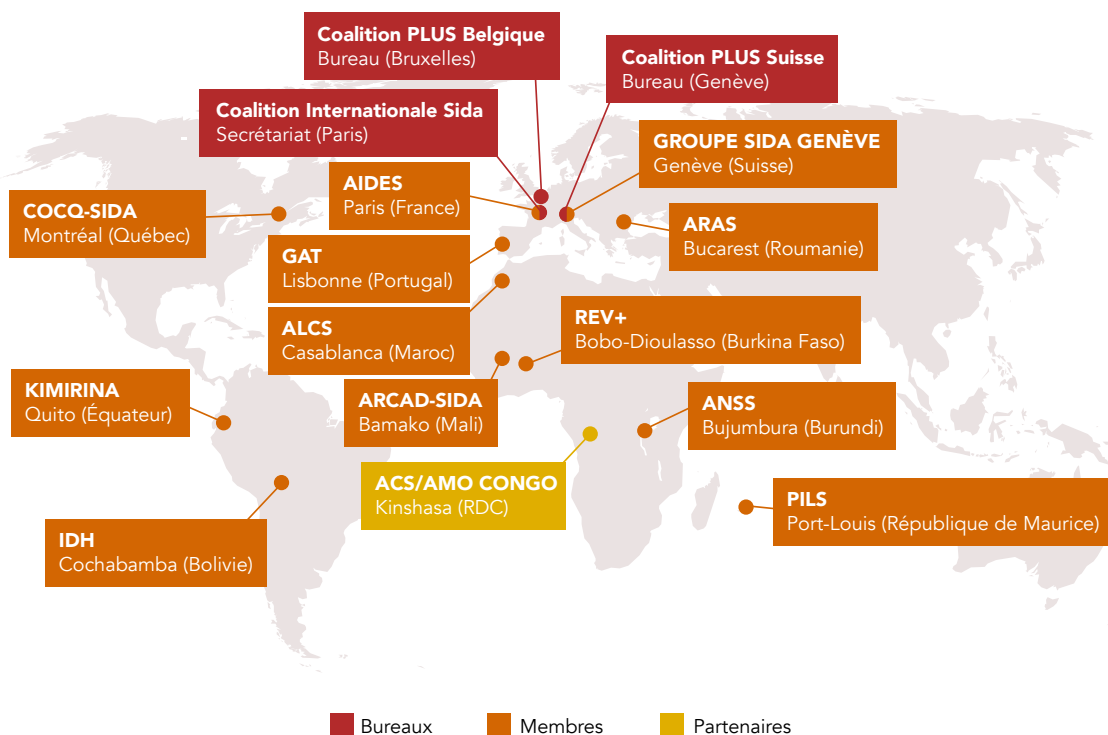 Coalition PLUS Belgique
Bureau (Bruxelles)
Coalition PLUS Suisse
Bureau (Genève)
Coalition Internationale Sida
Secrétariat (Paris)
GROUPE SIDA GENÈVE
Genève (Suisse)
AIDES
Paris (France)
COCQ-SIDA
Montréal (Québec)
ARAS
Bucarest (Roumanie)
GAT
Lisbonne (Portugal)
ALCS
Casablanca (Maroc)
REV+
Bobo-Dioulasso (Burkina Faso)
KIMIRINA
Quito (Équateur)
ARCAD-SIDA
Bamako (Mali)
ANSS
Bujumbura (Burundi)
ACS/AMO CONGO
Kinshasa (RDC)
PILS
Port-Louis (République de Maurice)
IDH
Cochabamba (Bolivie)
Bureaux
Membres
Partenaires